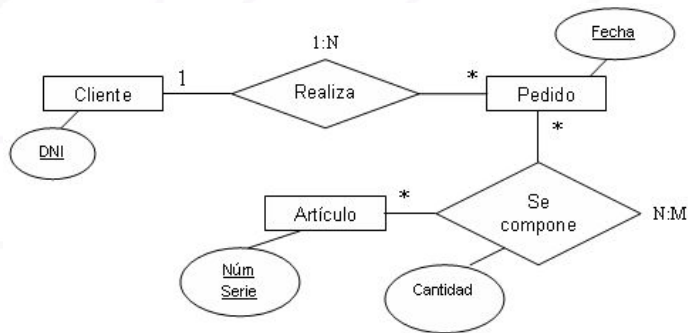 Fecha
1:N
Cliente
1
Realiza
*
Pedido
*
DNI
Artículo
*
Se
compone
N:M
Núm
Serie
Cantidad